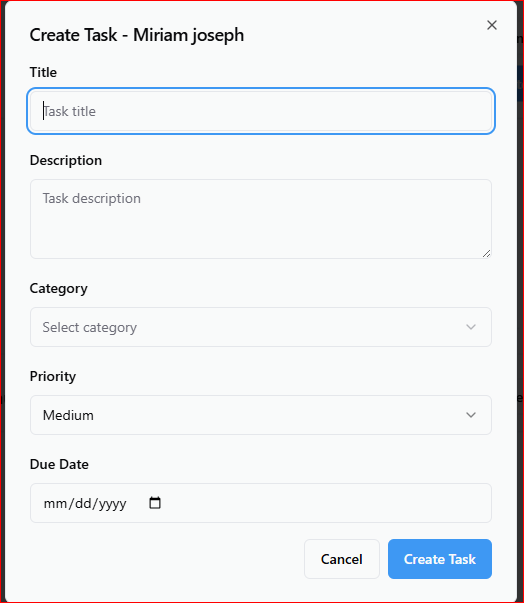 Create Task - Miriam joseph
Title
Task title
Description
Task description
Category
Select category
Priority
Medium
Due Date
mm/dd/yyyy
Cancel
Create Task